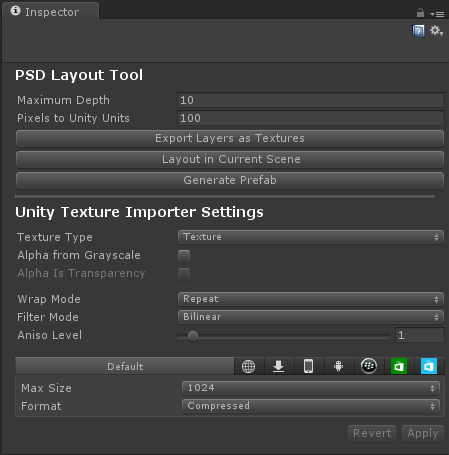 Inspector
PSD Layout Tool
Maximum Depth 10
Pixels to Unity Units 100
Export Layers as Textures
Layout in Current Scene
Generate Prefab
Unity Texture Importer Settings
Texture Type Texture
Alpha from Grayscale
Alpha Is Transparency
Wrap Mode Repeat
Filter Mode Bilinear
Aniso Level 1
Default
Max Size 1024
Format Compressed
Revert Apply